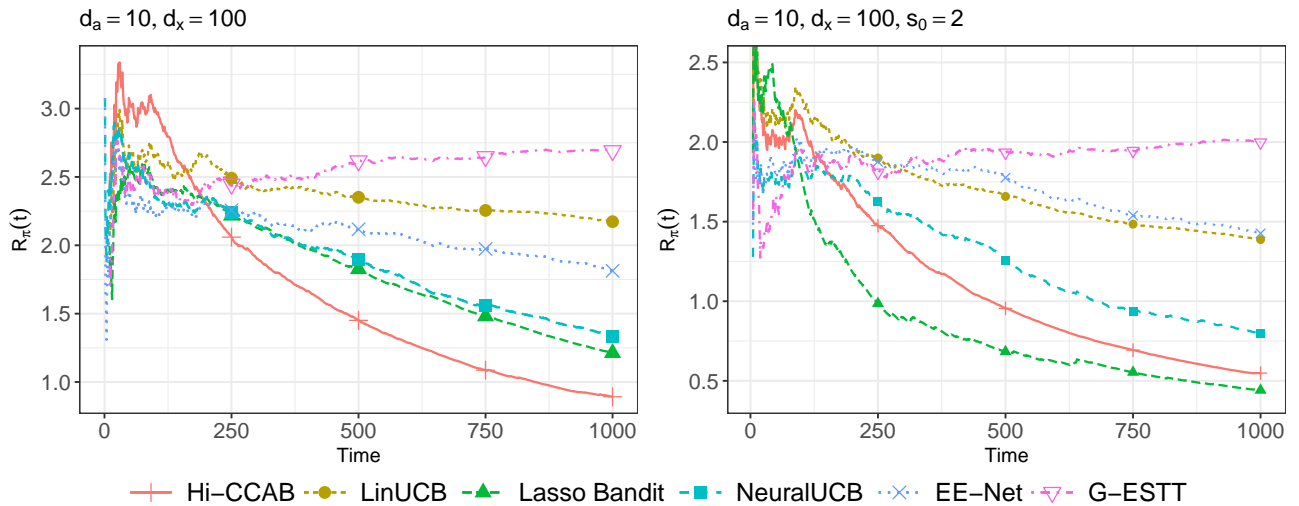 d_a = 10, d_x = 100
d_a = 10, d_x = 100, s_0 = 2
R_π(t)
3.0
2.5
2.0
1.5
1.0
0 250 500 750 1000
Time
R_π(t)
2.5
2.0
1.5
1.0
0.5
0 250 500 750 1000
Time
Hi−CCAB LinUCB Lasso Bandit NeuralUCB EE−Net G−ESTT